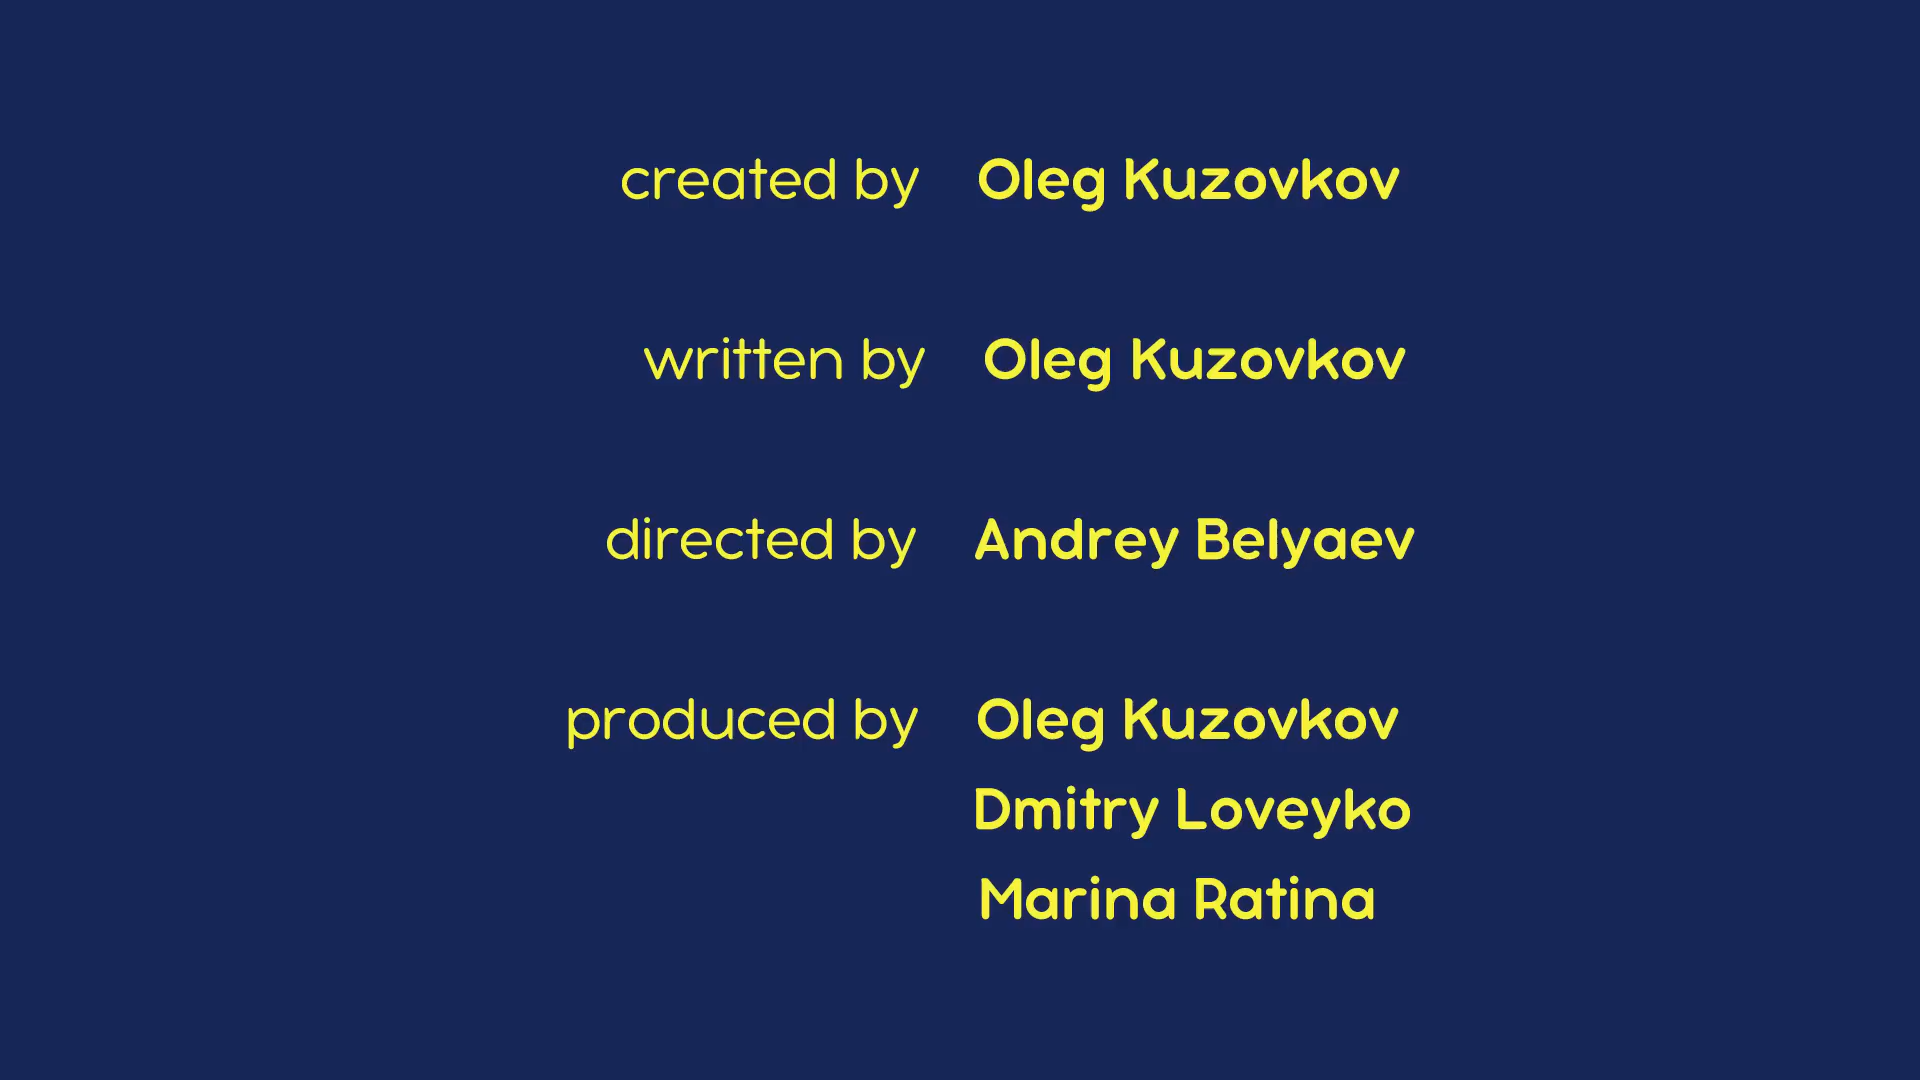 created by Oleg Kuzovkov
written by Oleg Kuzovkov
directed by Andrey Belyaev
produced by Oleg Kuzovkov
Dmitry Loveyko
Marina Ratina